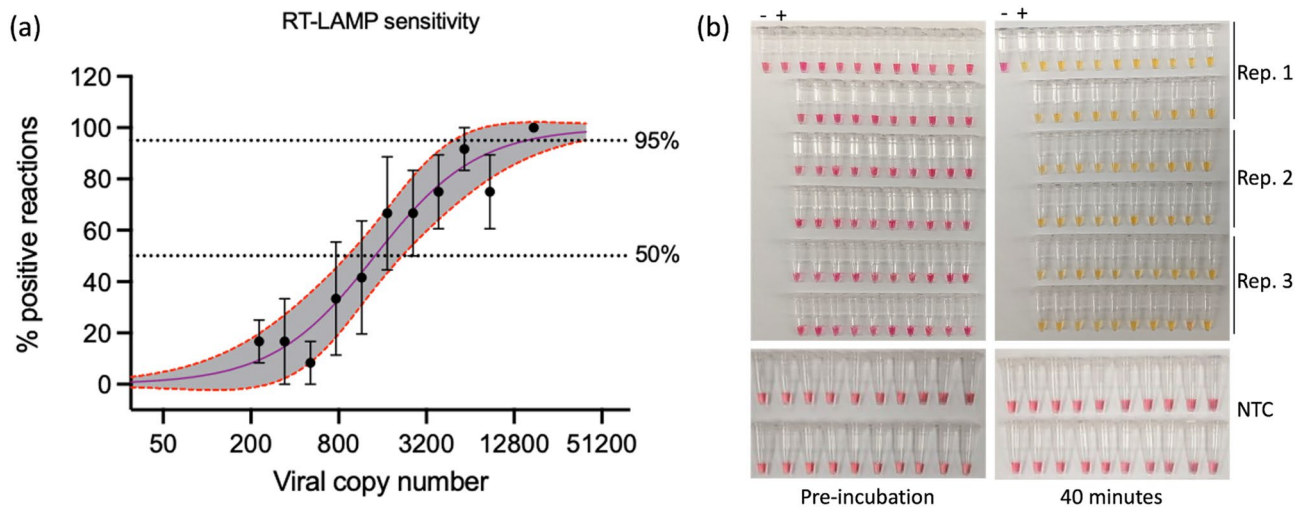 (a)
RT-LAMP sensitivity
% positive reactions
120
100
80
60
40
20
0
95%
50%
50 200 800 3200 12800 51200
Viral copy number
(b)
- +
- +
Rep. 1
Rep. 2
Rep. 3
NTC
Pre-incubation
40 minutes